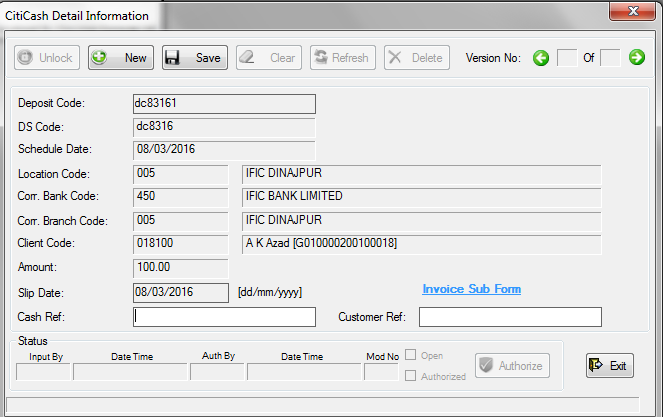 CitiCash Detail Information
Unlock New Save Clear Refresh Delete Version No: Of
Deposit Code: dc83161
DS Code: dc8316
Schedule Date: 08/03/2016
Location Code: 005 IFIC DINAJPUR
Corr. Bank Code: 450 IFIC BANK LIMITED
Corr. Branch Code: 005 IFIC DINAJPUR
Client Code: 018100 A K Azad [G010000200100018]
Amount: 100.00
Slip Date: 08/03/2016 [dd/mm/yyyy] Invoice Sub Form
Cash Ref: Customer Ref:
Status
Input By Date Time Auth By Date Time Mod No Open
Authorized
Authorize Exit